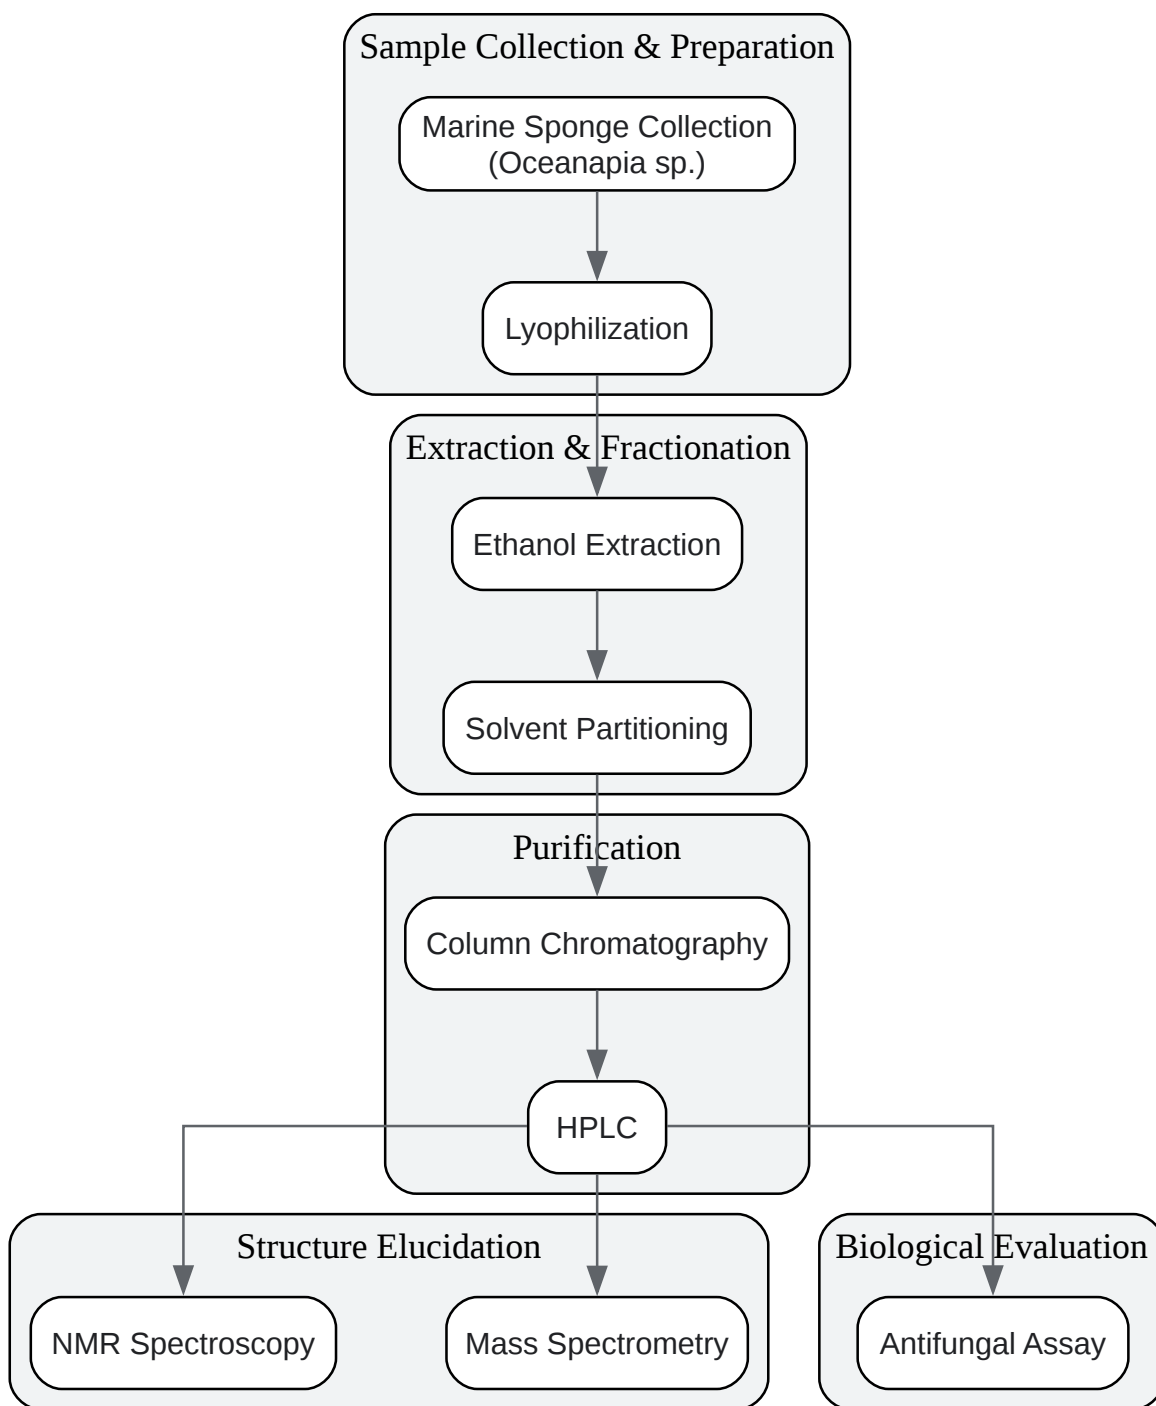 Sample Collection & Preparation
Marine Sponge Collection
(Oceanapia sp.)
Lyophilization
Extraction & Fractionation
Ethanol Extraction
Solvent Partitioning
Purification
Column Chromatography
HPLC
Structure Elucidation
NMR Spectroscopy
Mass Spectrometry
Biological Evaluation
Antifungal Assay